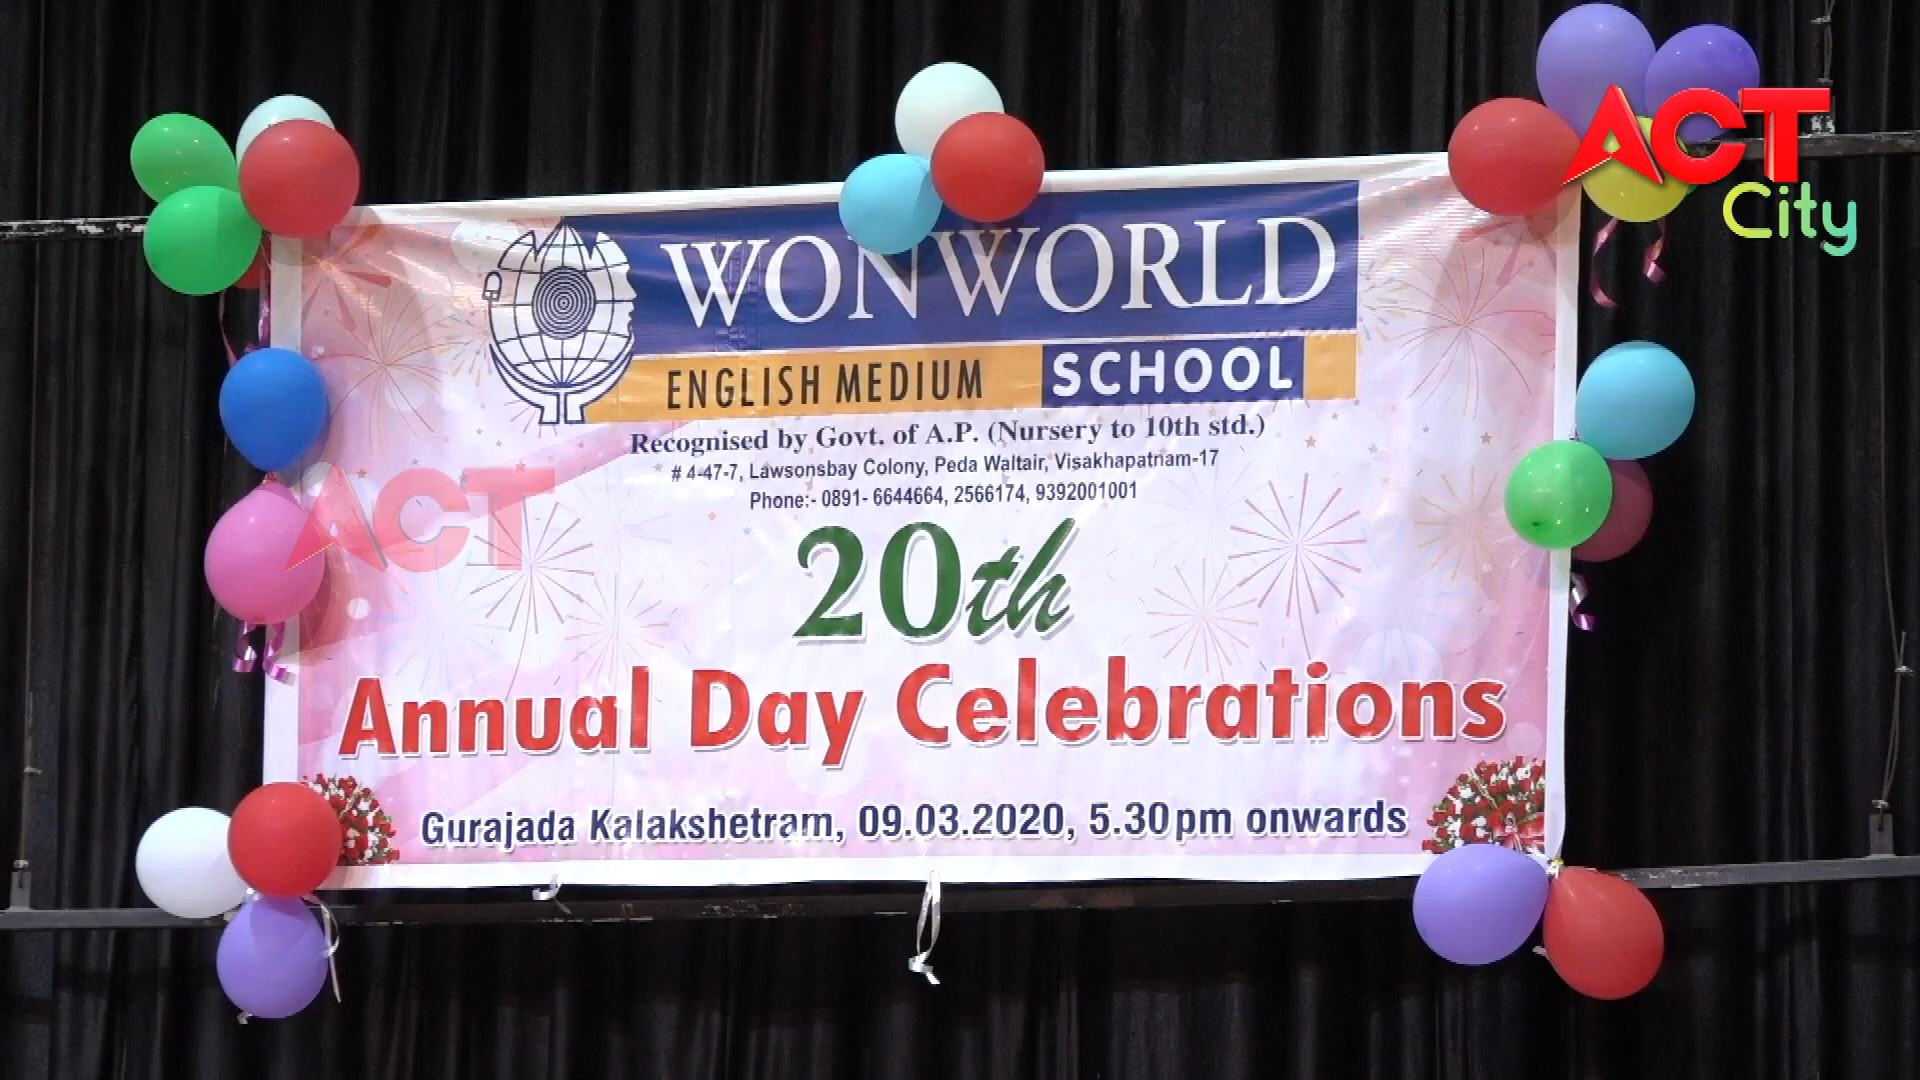 ACT
City
WONWORLD
ENGLISH MEDIUM SCHOOL
Recognised by Govt. of A.P. (Nursery to 10th std.)
# 4-47-7, Lawsonsbay Colony, Peda Waltair, Visakhapatnam-17
Phone:- 0891- 6644664, 2566174, 9392001001
ACT
20th
Annual Day Celebrations
Gurajada Kalakshetram, 09.03.2020, 5.30pm onwards